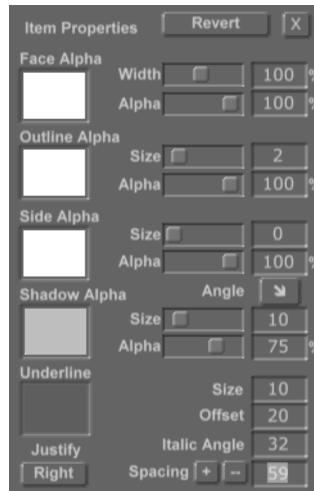 Item Properties Revert X
Face Alpha
Width 100 %
Alpha 100 %
Outline Alpha
Size 2
Alpha 100 %
Side Alpha
Size 0
Alpha 100 %
Shadow Alpha Angle
Size 10
Alpha 75 %
Underline
Size 10
Offset 20
Justify Italic Angle 32
Right Spacing + -- 59